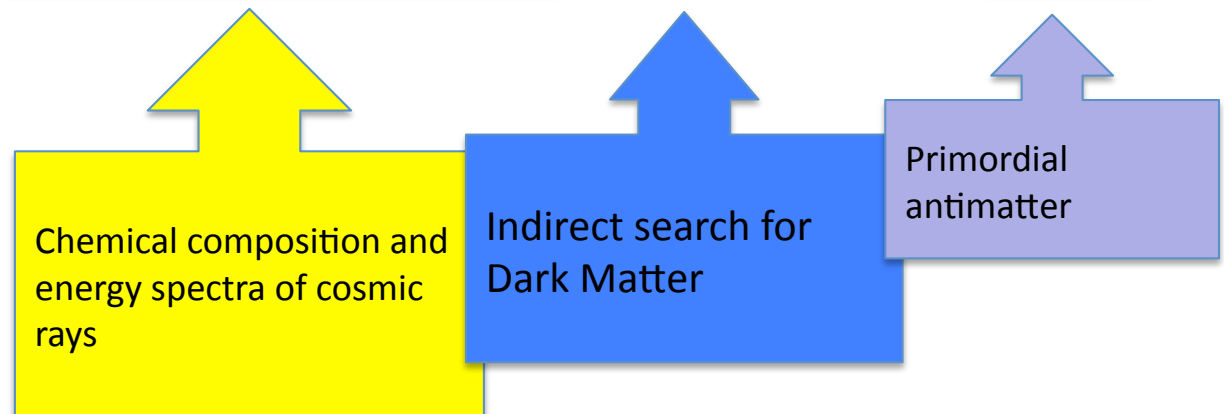 Chemical composition and
energy spectra of cosmic
rays
Indirect search for
Dark Matter
Primordial
antimatter